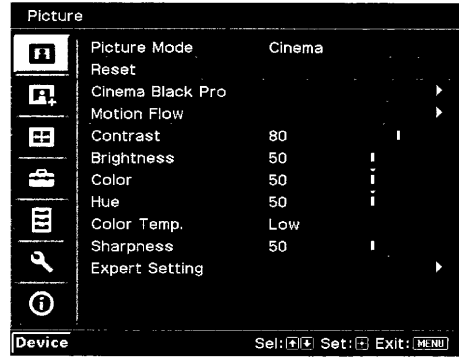 Picture
Picture Mode Cinema
Reset
Cinema Black Pro
Motion Flow
Contrast 80
Brightness 50
Color 50
Hue 50
Color Temp. Low
Sharpness 50
Expert Setting
Device Sel: Set: Exit: MENU